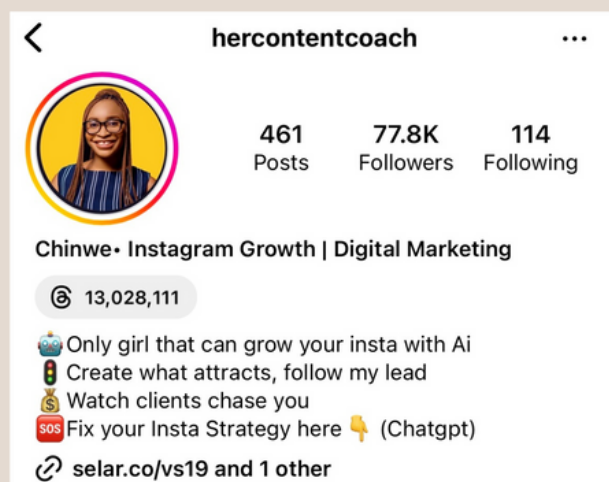 hercontentcoach
461 77.8K 114
Posts Followers Following
Chinwe• Instagram Growth | Digital Marketing
13,028,111
🤖Only girl that can grow your insta with Ai
🚦Create what attracts, follow my lead
💰Watch clients chase you
🆘Fix your Insta Strategy here 👇 (Chatgpt)
selar.co/vs19 and 1 other